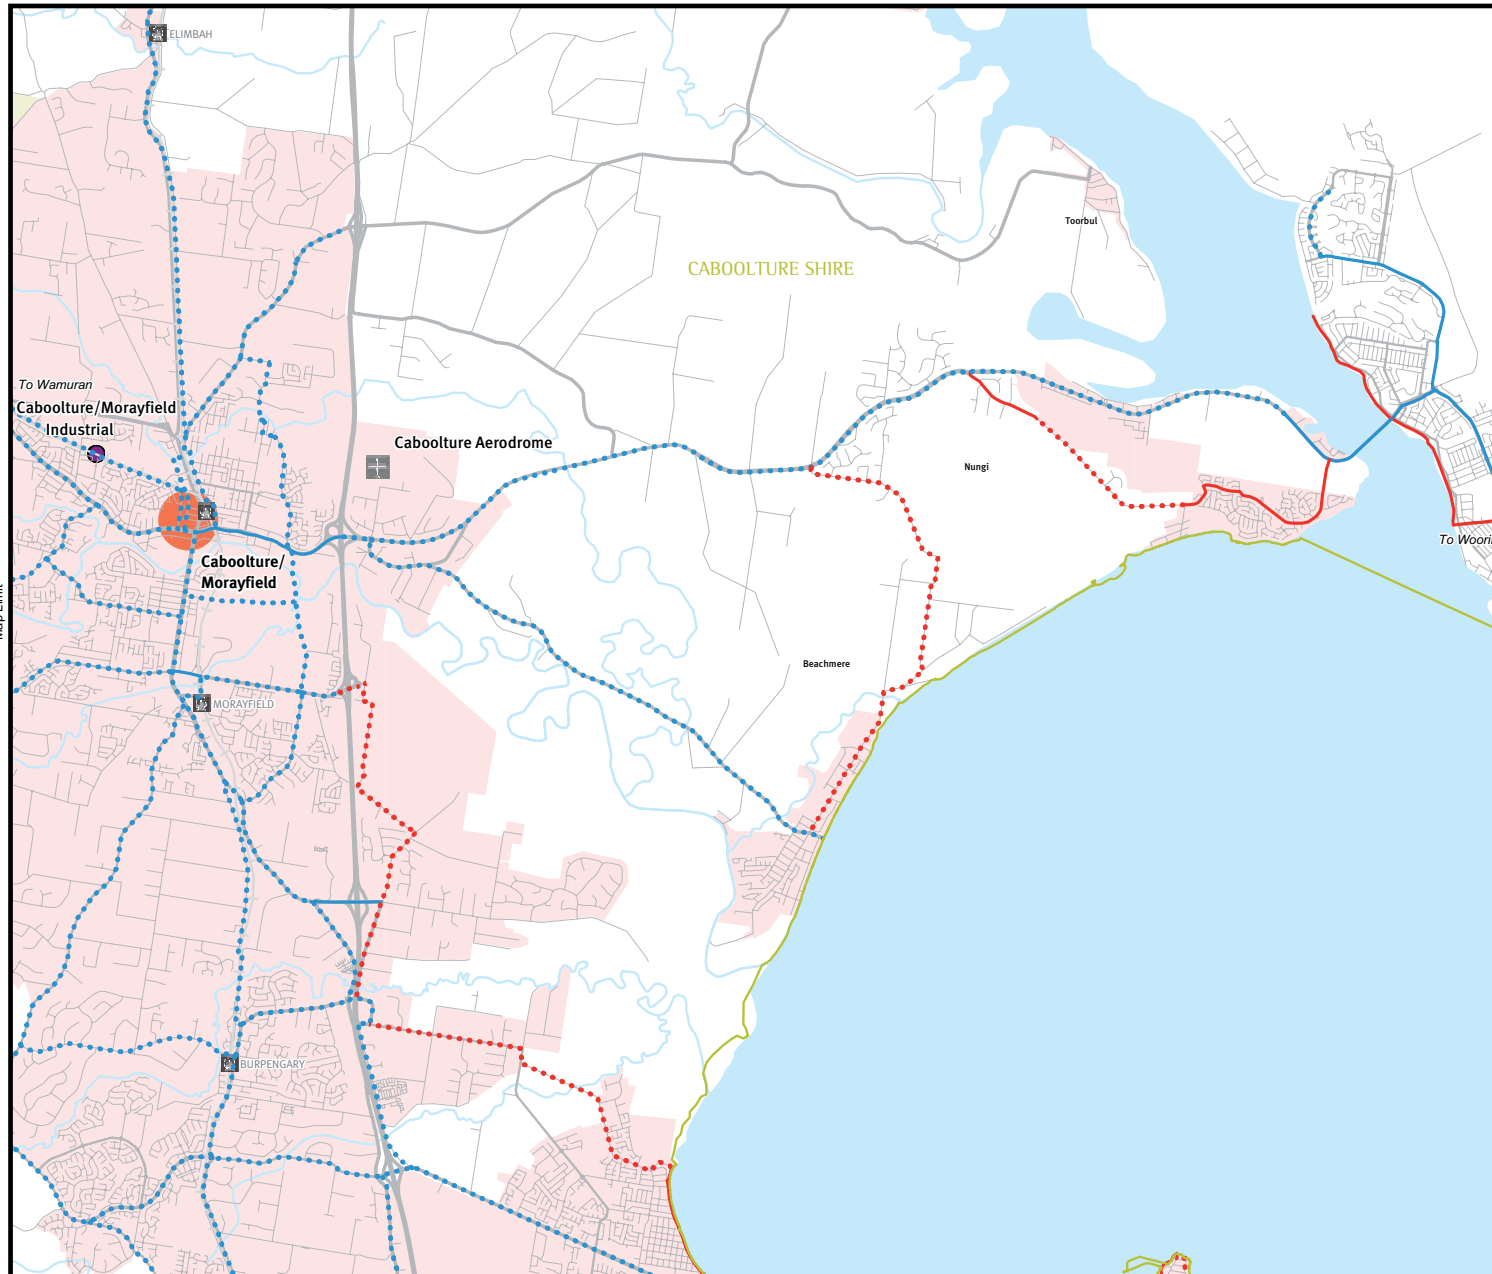 ELIMBAH
Toorbul
CABOOLTURE SHIRE
To Wamuran
Caboolture/Morayfield
Industrial
Caboolture Aerodrome
Nungi
To Woori
Caboolture/
Morayfield
Beachmere
MORAYFIELD
BURPENGARY